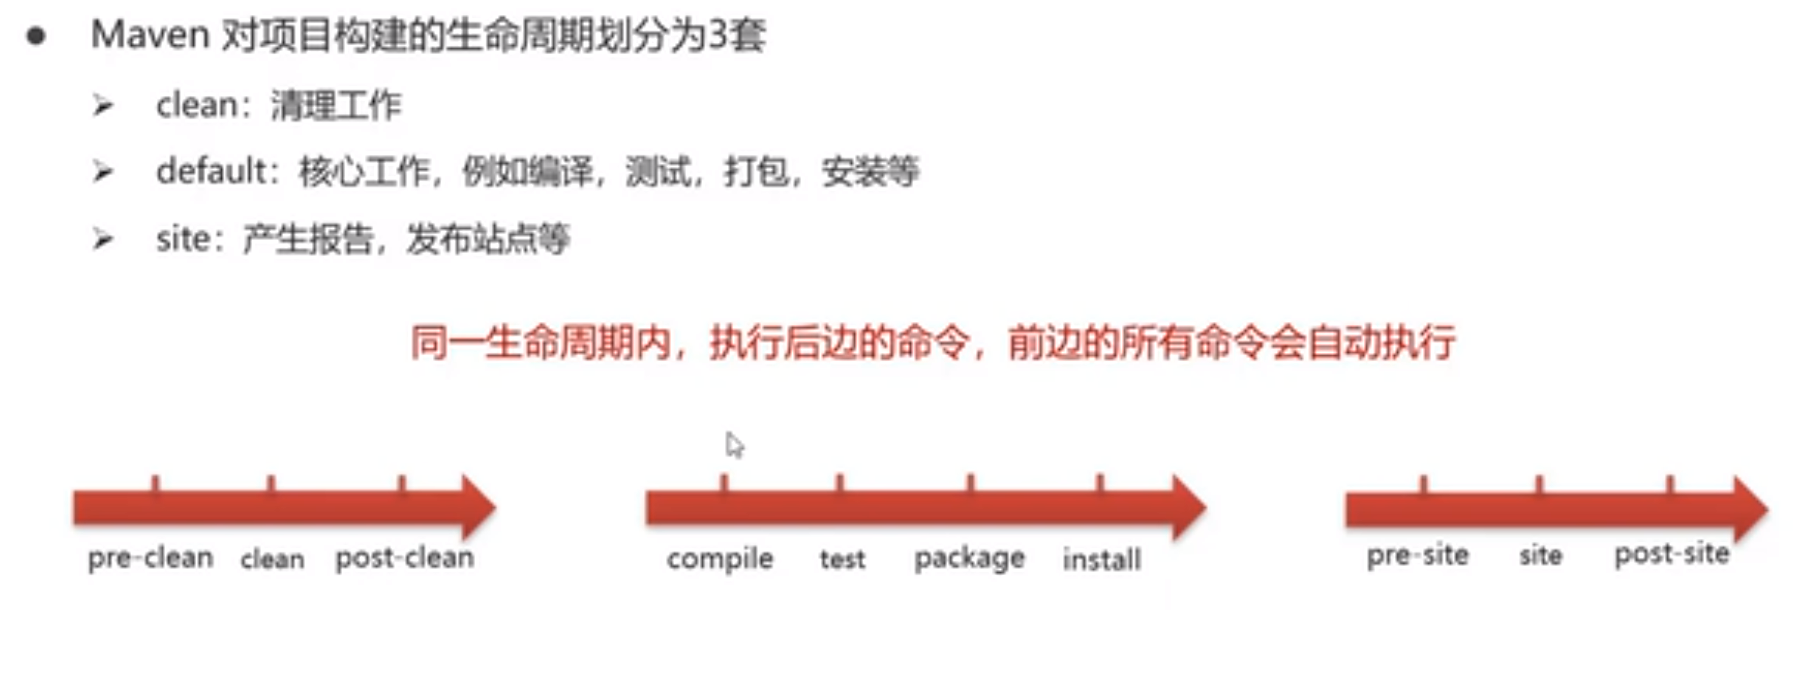 ● Maven 对项目构建的生命周期划分为3套
➢ clean：清理工作
➢ default：核心工作，例如编译，测试，打包，安装等
➢ site：产生报告，发布站点等
同一生命周期内，执行后边的命令，前边的所有命令会自动执行
pre-clean clean post-clean
compile test package install
pre-site site post-site